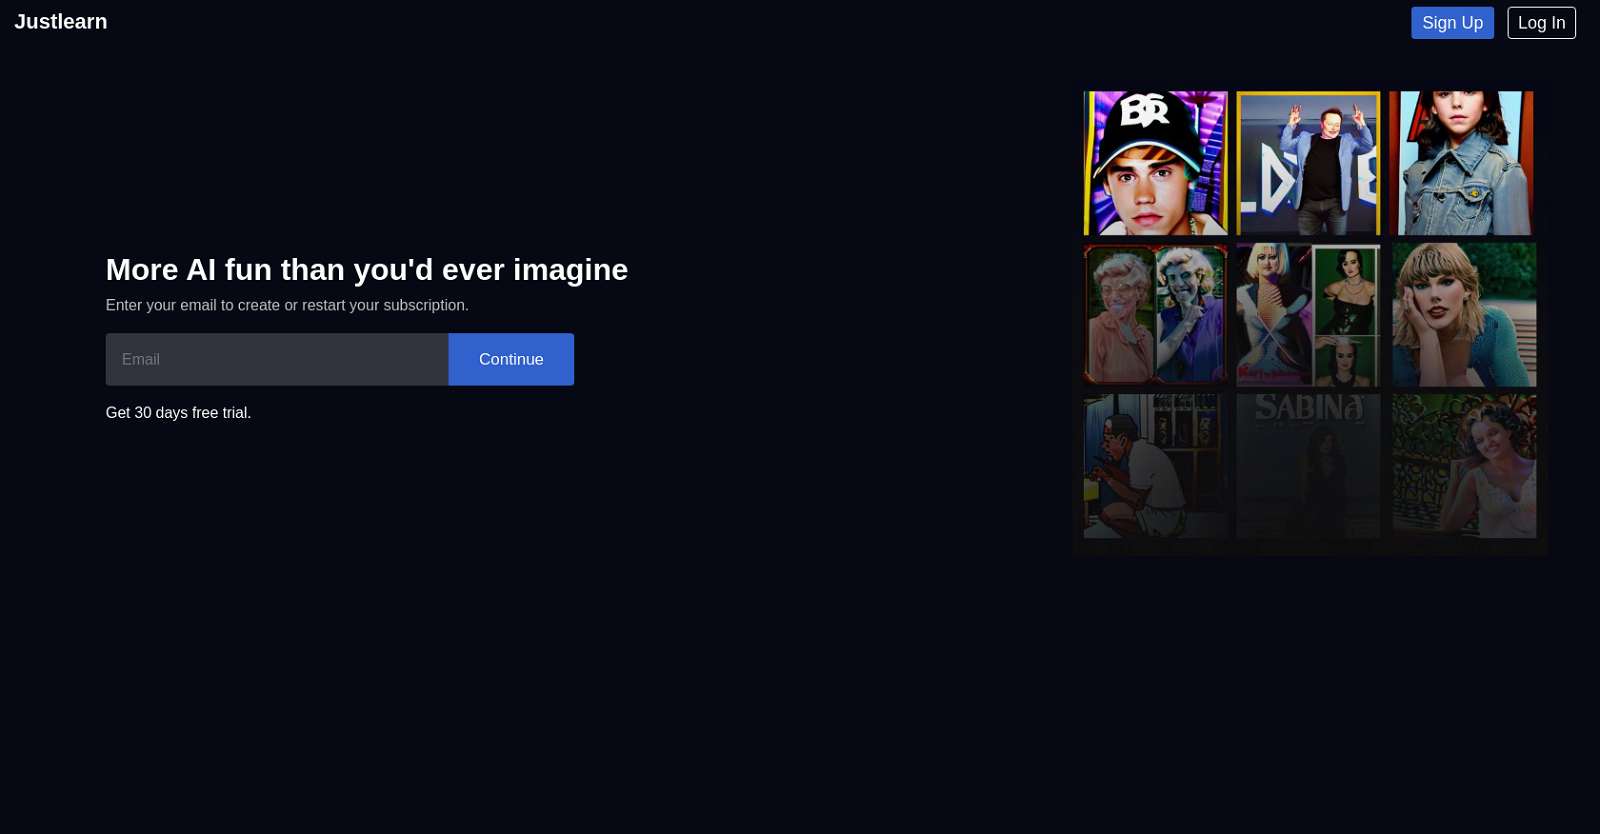 Justlearn
Sign Up
Log In
More AI fun than you'd ever imagine
Enter your email to create or restart your subscription.
Email
Continue
Get 30 days free trial.
SABINA